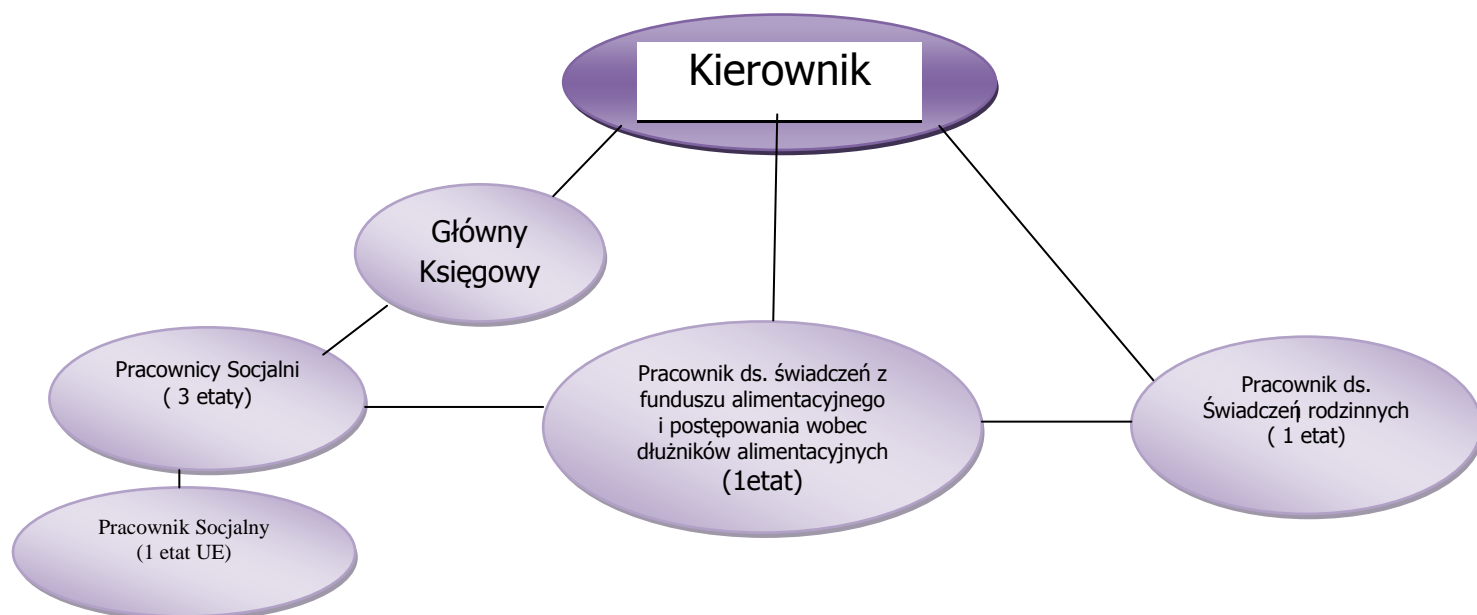 Kierownik
Główny
Księgowy
Pracownicy Socjalni
( 3 etaty)
Pracownik ds. świadczeń z
funduszu alimentacyjnego
i postępowania wobec
dłużników alimentacyjnych
(1etat)
Pracownik ds.
Świadczeń rodzinnych
( 1 etat)
Pracownik Socjalny
(1 etat UE)